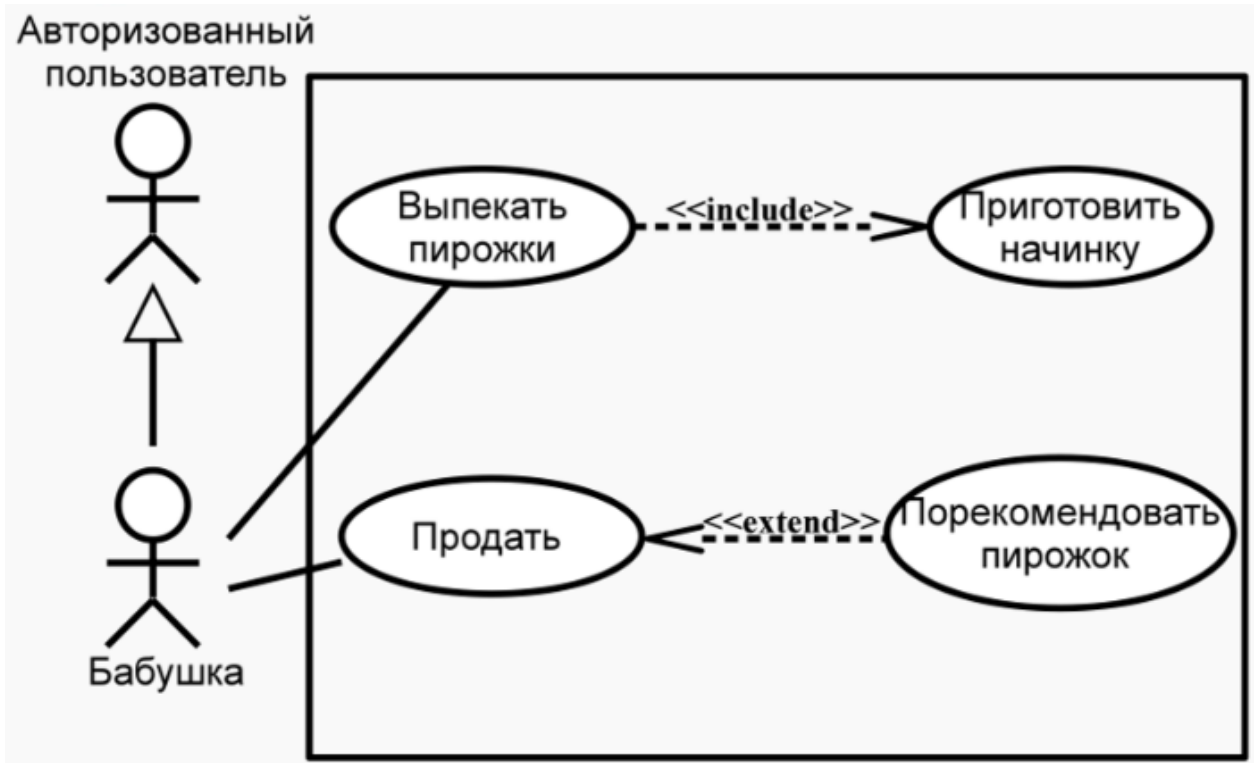 Авторизованный
пользователь
Выпекать
пирожки
<<include>>
Приготовить
начинку
Продать
<<extend>>
Порекомендовать
пирожок
Бабушка